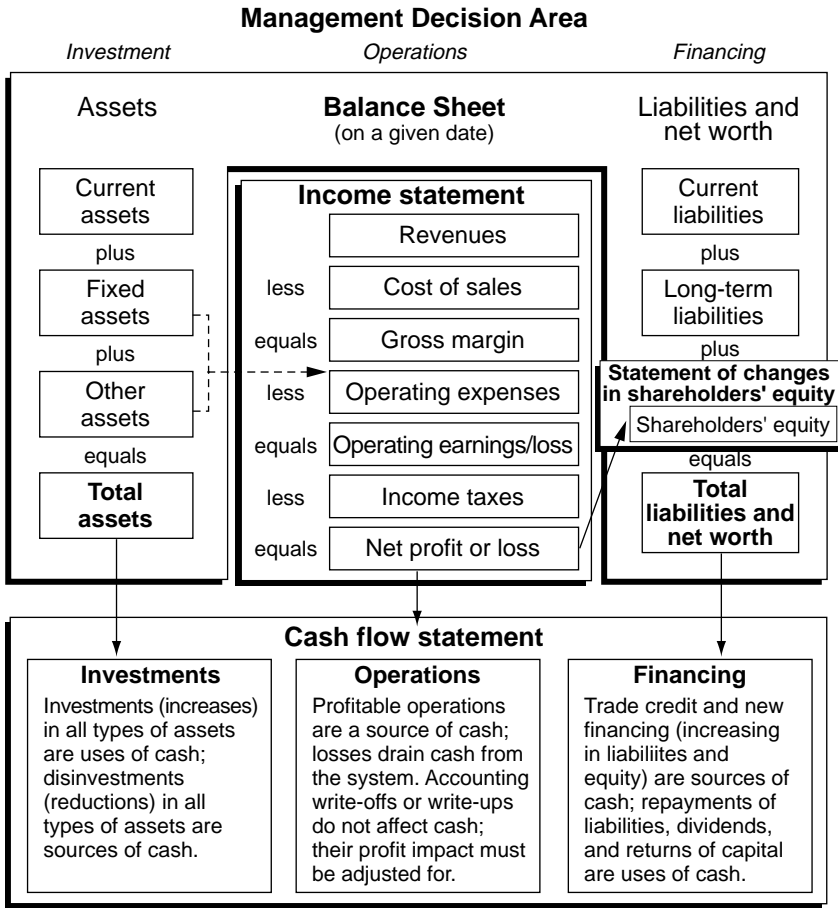 Management Decision Area
Investment
Operations
Financing
Assets
Balance Sheet
(on a given date)
Liabilities and
net worth
Current
assets
plus
Fixed
assets
plus
Other
assets
equals
Total
assets
Income statement
Revenues
less
Cost of sales
equals
Gross margin
less
Operating expenses
equals
Operating earnings/loss
less
Income taxes
equals
Net profit or loss
Current
liabilities
plus
Long-term
liabilities
plus
Statement of changes
in shareholders' equity
Shareholders' equity
equals
Total
liabilities and
net worth
Cash flow statement
Investments
Investments (increases)
in all types of assets
are uses of cash;
disinvestments
(reductions) in all
types of assets are
sources of cash.
Operations
Profitable operations
are a source of cash;
losses drain cash from
the system. Accounting
write-offs or write-ups
do not affect cash;
their profit impact must
be adjusted for.
Financing
Trade credit and new
financing (increasing
in liabiliites and
equity) are sources of
cash; repayments of
liabilities, dividends,
and returns of capital
are uses of cash.